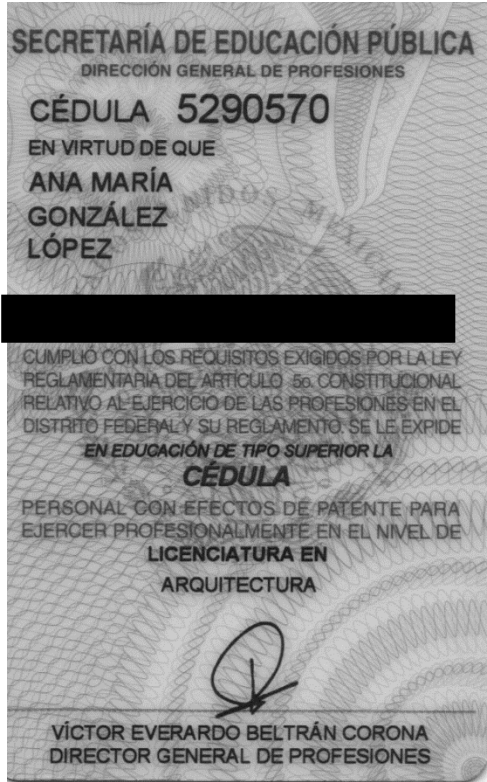 SECRETARÍA DE EDUCACIÓN PÚBLICA
DIRECCIÓN GENERAL DE PROFESIONES
CÉDULA 5290570
EN VIRTUD DE QUE
ANA MARÍA
GONZÁLEZ
LÓPEZ
CUMPLIÓ CON LOS REQUISITOS EXIGIDOS POR LA LEY
REGLAMENTARIA DEL ARTÍCULO 5o. CONSTITUCIONAL
RELATIVO AL EJERCICIO DE LAS PROFESIONES EN EL
DISTRITO FEDERAL Y SU REGLAMENTO. SE LE EXPIDE
EN EDUCACIÓN DE TIPO SUPERIOR LA
CÉDULA
PERSONAL CON EFECTOS DE PATENTE PARA
EJERCER PROFESIONALMENTE EN EL NIVEL DE
LICENCIATURA EN
ARQUITECTURA
VÍCTOR EVERARDO BELTRÁN CORONA
DIRECTOR GENERAL DE PROFESIONES